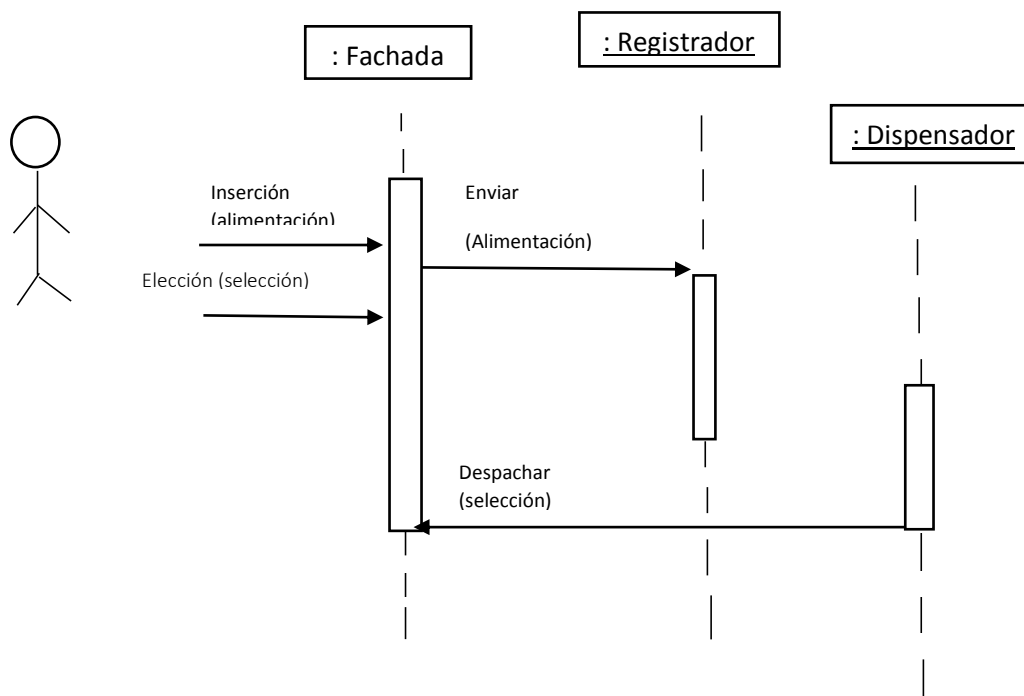 : Fachada
: Registrador
: Dispensador
Inserción
(alimentación)
Enviar
(Alimentación)
Elección (selección)
Despachar
(selección)